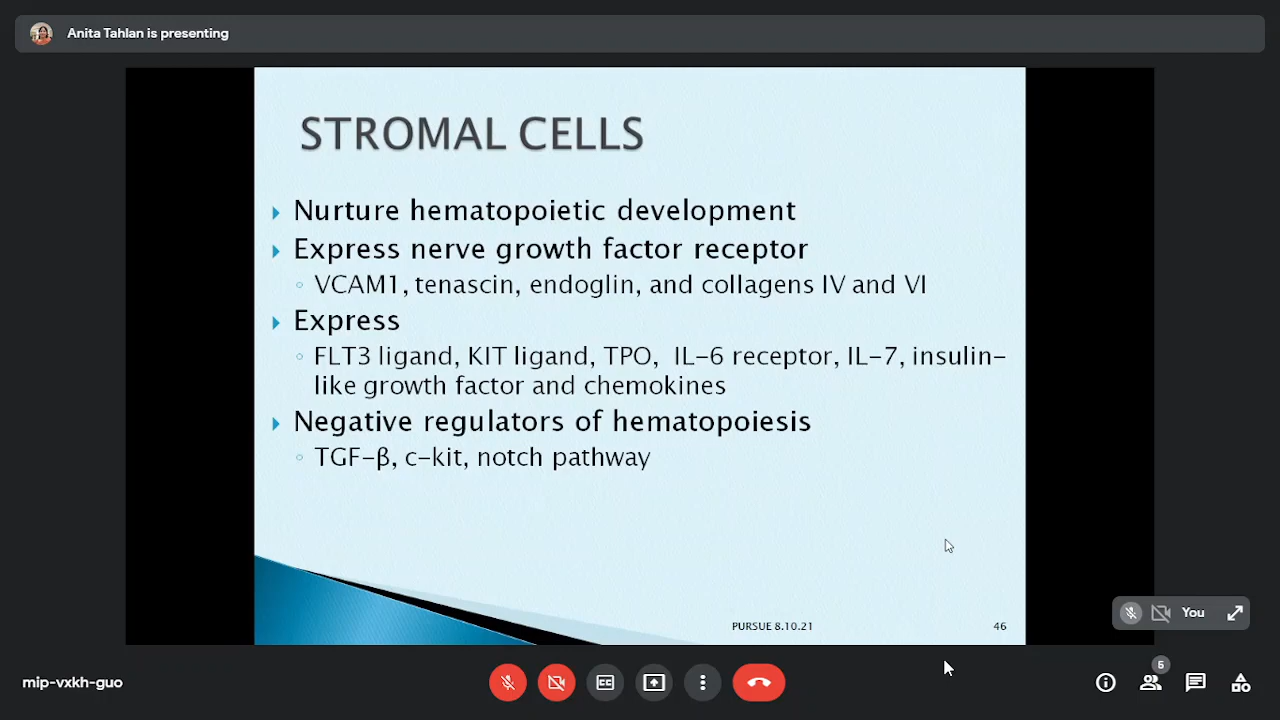 Anita Tahlan is presenting
STROMAL CELLS
Nurture hematopoietic development
Express nerve growth factor receptor
VCAM1, tenascin, endoglin, and collagens IV and VI
Express
FLT3 ligand, KIT ligand, TPO, IL-6 receptor, IL-7, insulin-
like growth factor and chemokines
Negative regulators of hematopoiesis
TGF-β, c-kit, notch pathway
PURSUE 8.10.21
46
You
mip-vxkh-guo
CC
5